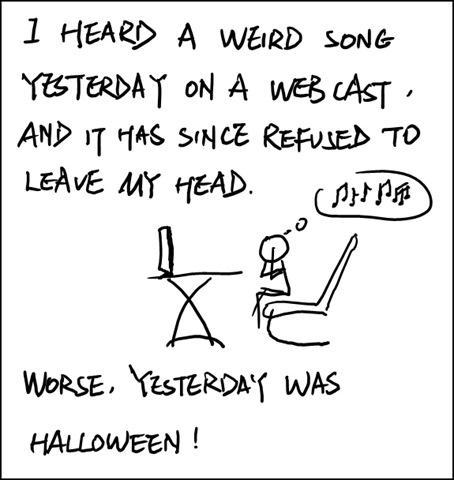 I HEARD A WEIRD SONG
YESTERDAY ON A WEBCAST,
AND IT HAS SINCE REFUSED TO
LEAVE MY HEAD.
WORSE, YESTERDAY WAS
HALLOWEEN!